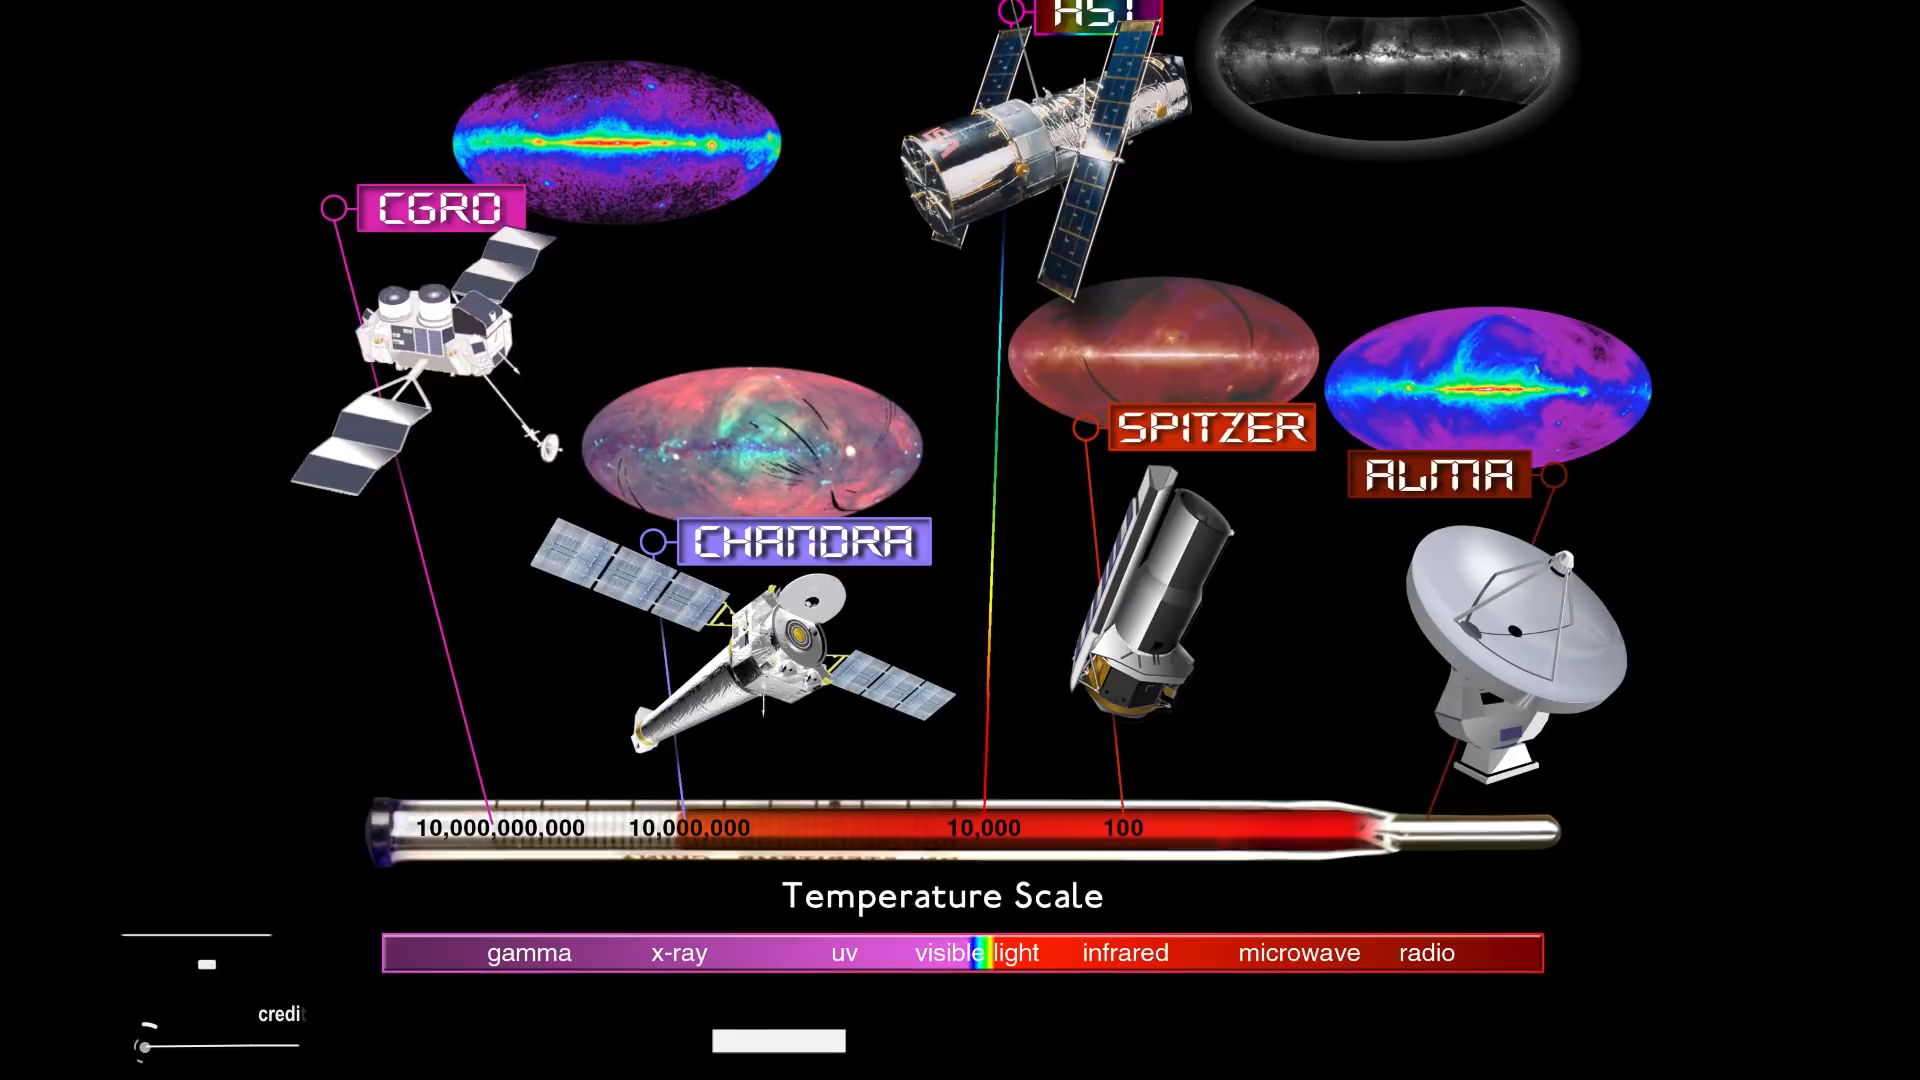 HST
CGRO
SPITZER
ALMA
CHANDRA
10,000,000,000 10,000,000 10,000 100
Temperature Scale
gamma x-ray uv visible light infrared microwave radio
credit